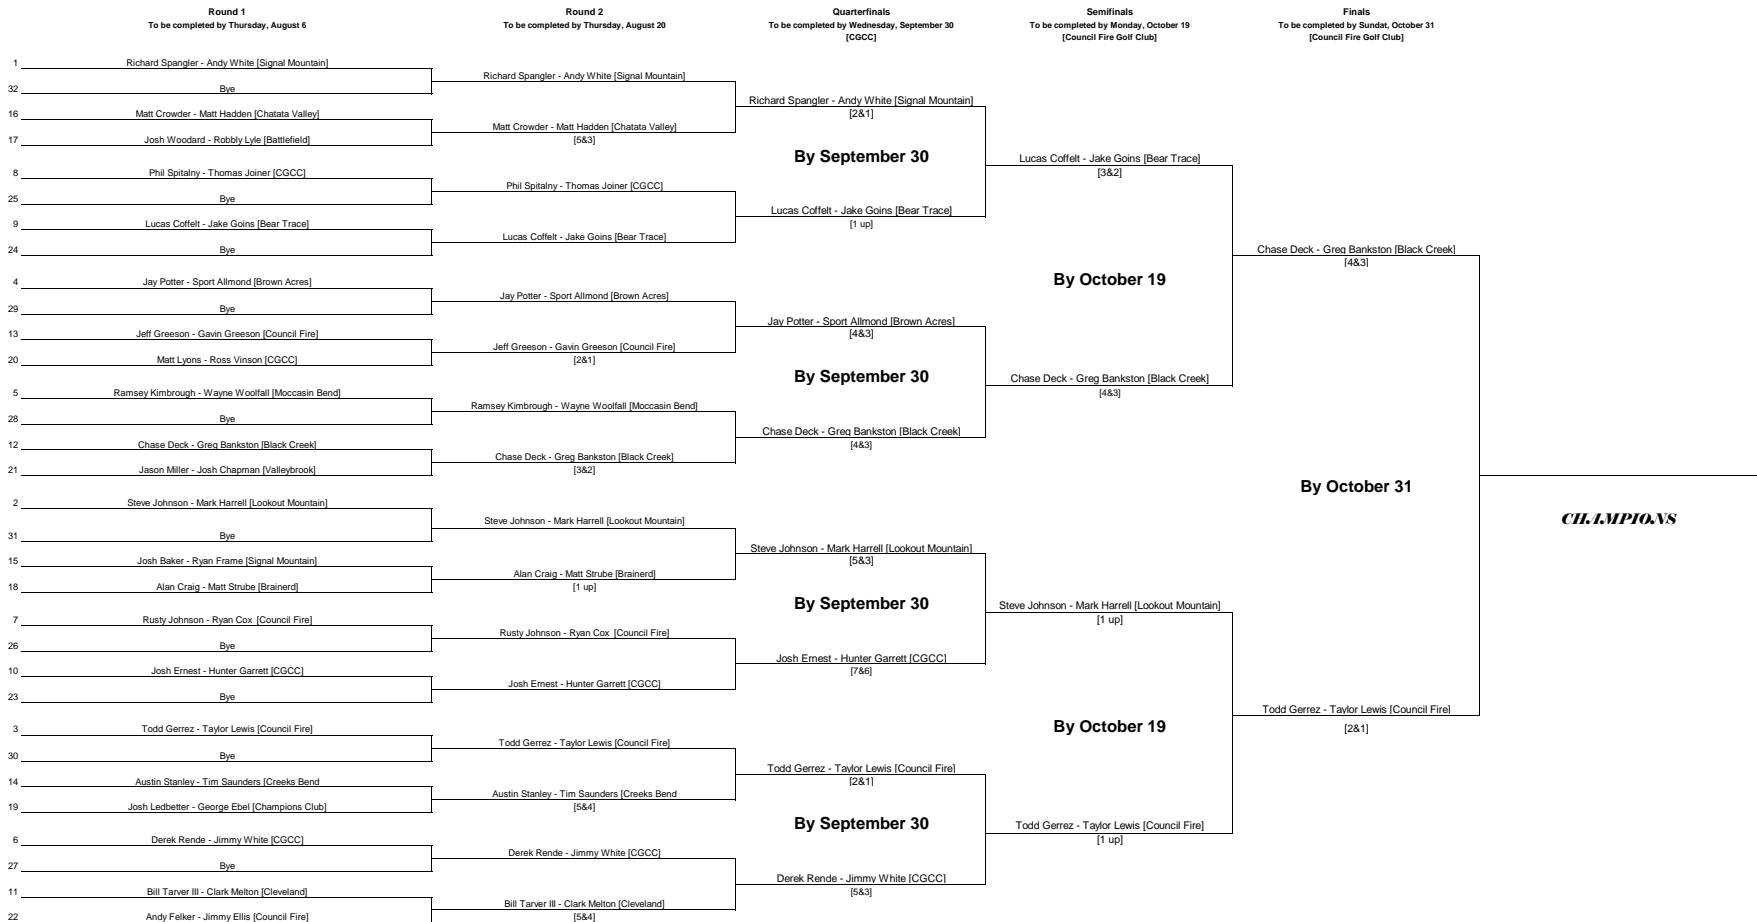 Round 1
To be completed by Thursday, August 6
Round 2
To be completed by Thursday, August 20
Quarterfinals
To be completed by Wednesday, September 30
[CGCC]
Semifinals
To be completed by Monday, October 19
[Council Fire Golf Club]
Finals
To be completed by Sundat, October 31
[Council Fire Golf Club]
1 Richard Spangler - Andy White [Signal Mountain]
32 Bye
16 Matt Crowder - Matt Hadden [Chatata Valley]
17 Josh Woodard - Robbly Lyle [Battlefield]
8 Phil Spitalny - Thomas Joiner [CGCC]
25 Bye
9 Lucas Coffelt - Jake Goins [Bear Trace]
24 Bye
4 Jay Potter - Sport Allmond [Brown Acres]
29 Bye
13 Jeff Greeson - Gavin Greeson [Council Fire]
20 Matt Lyons - Ross Vinson [CGCC]
5 Ramsey Kimbrough - Wayne Woolfall [Moccasin Bend]
28 Bye
12 Chase Deck - Greg Bankston [Black Creek]
21 Jason Miller - Josh Chapman [Valleybrook]
2 Steve Johnson - Mark Harrell [Lookout Mountain]
31 Bye
15 Josh Baker - Ryan Frame [Signal Mountain]
18 Alan Craig - Matt Strube [Brainerd]
7 Rusty Johnson - Ryan Cox [Council Fire]
26 Bye
10 Josh Ernest - Hunter Garrett [CGCC]
23 Bye
3 Todd Gerrez - Taylor Lewis [Council Fire]
30 Bye
14 Austin Stanley - Tim Saunders [Creeks Bend
19 Josh Ledbetter - George Ebel [Champions Club]
6 Derek Rende - Jimmy White [CGCC]
27 Bye
11 Bill Tarver III - Clark Melton [Cleveland]
22 Andy Felker - Jimmy Ellis [Council Fire]
Richard Spangler - Andy White [Signal Mountain]
Matt Crowder - Matt Hadden [Chatata Valley]
[5&3]
Phil Spitalny - Thomas Joiner [CGCC]
Lucas Coffelt - Jake Goins [Bear Trace]
Jay Potter - Sport Allmond [Brown Acres]
Jeff Greeson - Gavin Greeson [Council Fire]
[2&1]
Ramsey Kimbrough - Wayne Woolfall [Moccasin Bend]
Chase Deck - Greg Bankston [Black Creek]
[3&2]
Steve Johnson - Mark Harrell [Lookout Mountain]
Alan Craig - Matt Strube [Brainerd]
[1 up]
Rusty Johnson - Ryan Cox [Council Fire]
Josh Ernest - Hunter Garrett [CGCC]
Todd Gerrez - Taylor Lewis [Council Fire]
Austin Stanley - Tim Saunders [Creeks Bend
[5&4]
Derek Rende - Jimmy White [CGCC]
Bill Tarver III - Clark Melton [Cleveland]
[5&4]
Richard Spangler - Andy White [Signal Mountain]
[2&1]
By September 30
Lucas Coffelt - Jake Goins [Bear Trace]
[1 up]
Jay Potter - Sport Allmond [Brown Acres]
[4&3]
By September 30
Chase Deck - Greg Bankston [Black Creek]
[4&3]
Steve Johnson - Mark Harrell [Lookout Mountain]
[5&3]
By September 30
Josh Ernest - Hunter Garrett [CGCC]
[7&6]
Todd Gerrez - Taylor Lewis [Council Fire]
[2&1]
By September 30
Derek Rende - Jimmy White [CGCC]
[5&3]
Lucas Coffelt - Jake Goins [Bear Trace]
[3&2]
By October 19
Chase Deck - Greg Bankston [Black Creek]
[4&3]
Steve Johnson - Mark Harrell [Lookout Mountain]
[1 up]
By October 19
Todd Gerrez - Taylor Lewis [Council Fire]
[1 up]
Chase Deck - Greg Bankston [Black Creek]
[4&3]
By October 31
Todd Gerrez - Taylor Lewis [Council Fire]
[2&1]
CHAMPIONS